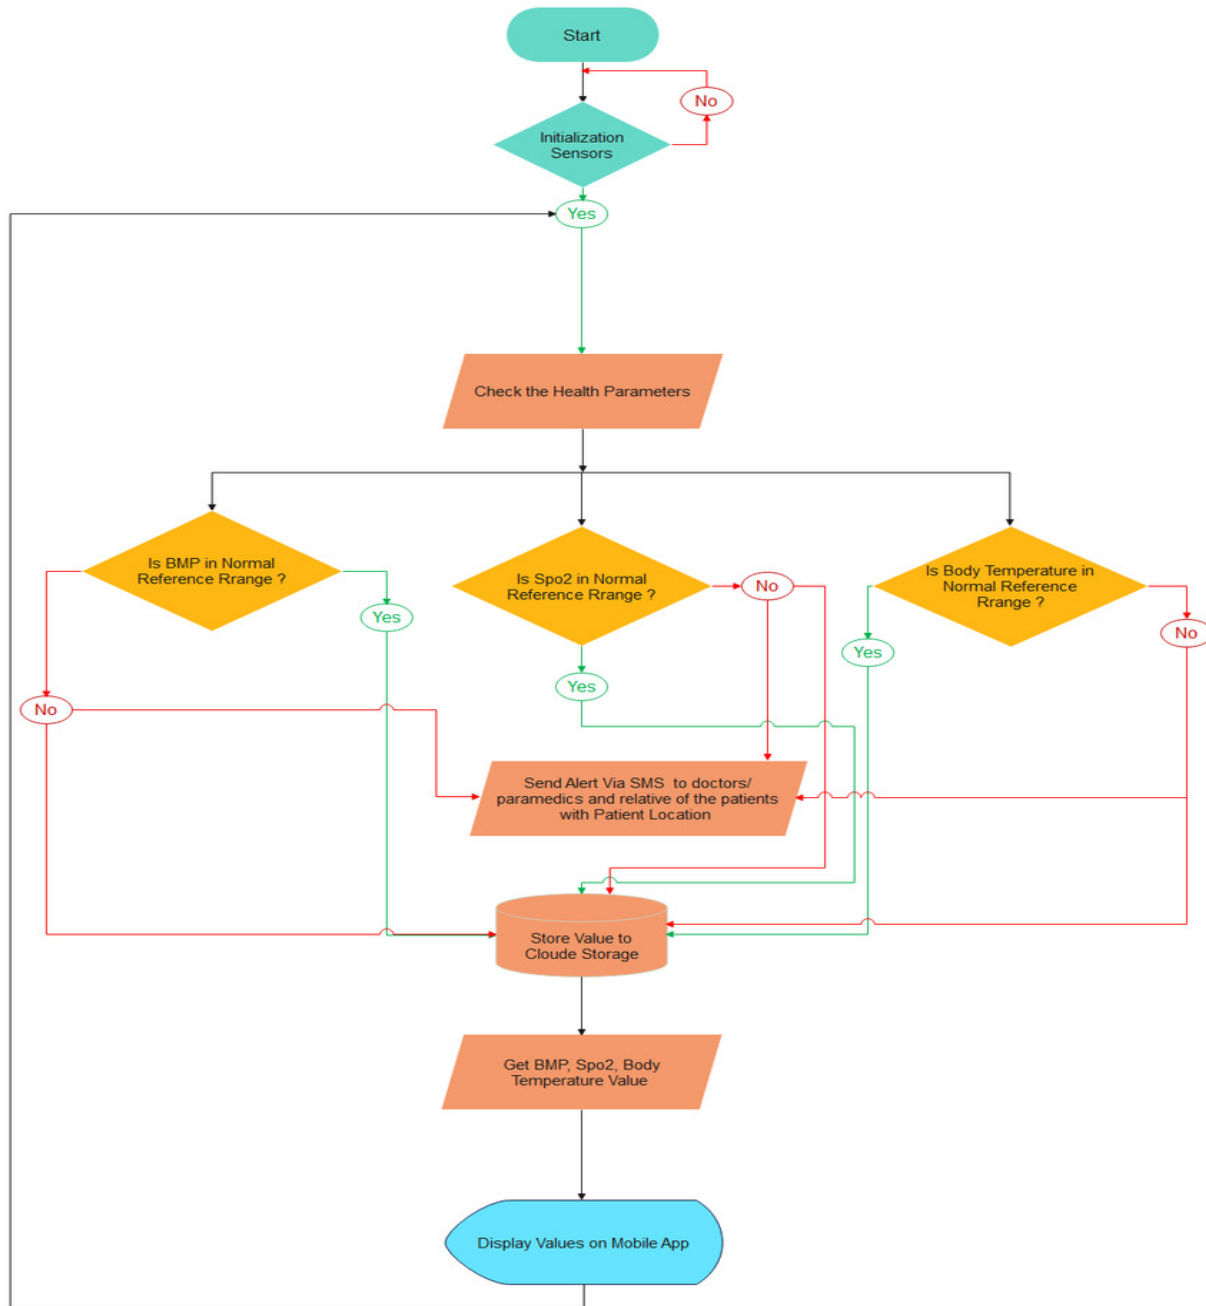 Start
No
Initialization
Sensors
Yes
Check the Health Parameters
Is BMP in Normal
Reference Rrange ?
Is Spo2 in Normal
Reference Rrange ?
No
Is Body Temperature in
Normal Reference
Rrange ?
Yes
No
Yes
Yes
No
Send Alert Via SMS to doctors/
paramedics and relative of the patients
with Patient Location
Store Value to
Cloude Storage
Get BMP, Spo2, Body
Temperature Value
Display Values on Mobile App